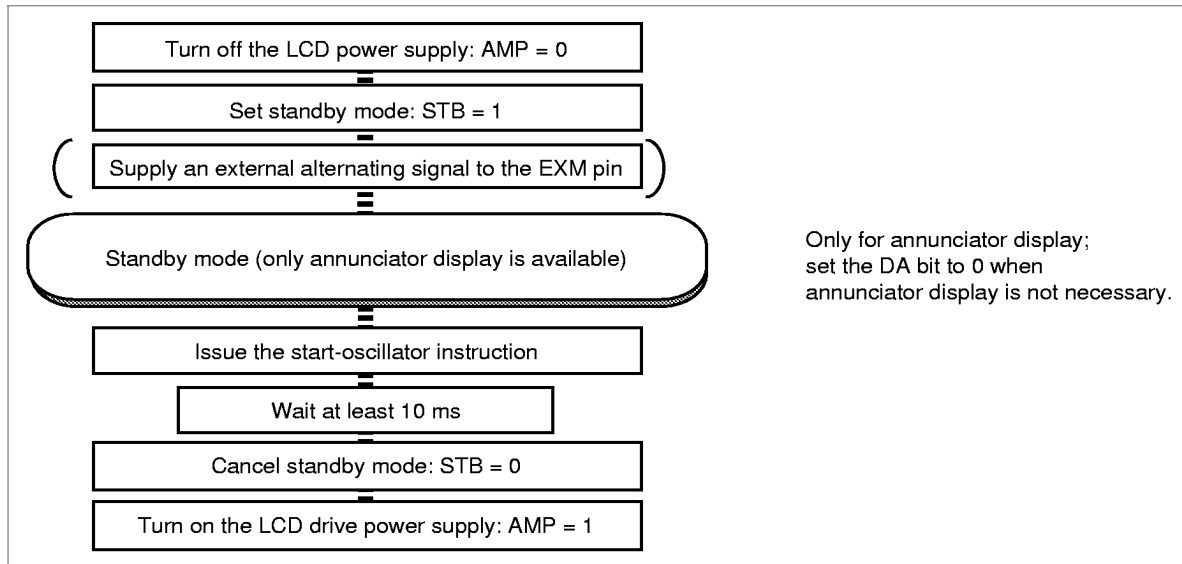 Turn off the LCD power supply: AMP = 0
Set standby mode: STB = 1
Supply an external alternating signal to the EXM pin
Standby mode (only annunciator display is available)
Only for annunciator display;
set the DA bit to 0 when
annunciator display is not necessary.
Issue the start-oscillator instruction
Wait at least 10 ms
Cancel standby mode: STB = 0
Turn on the LCD drive power supply: AMP = 1